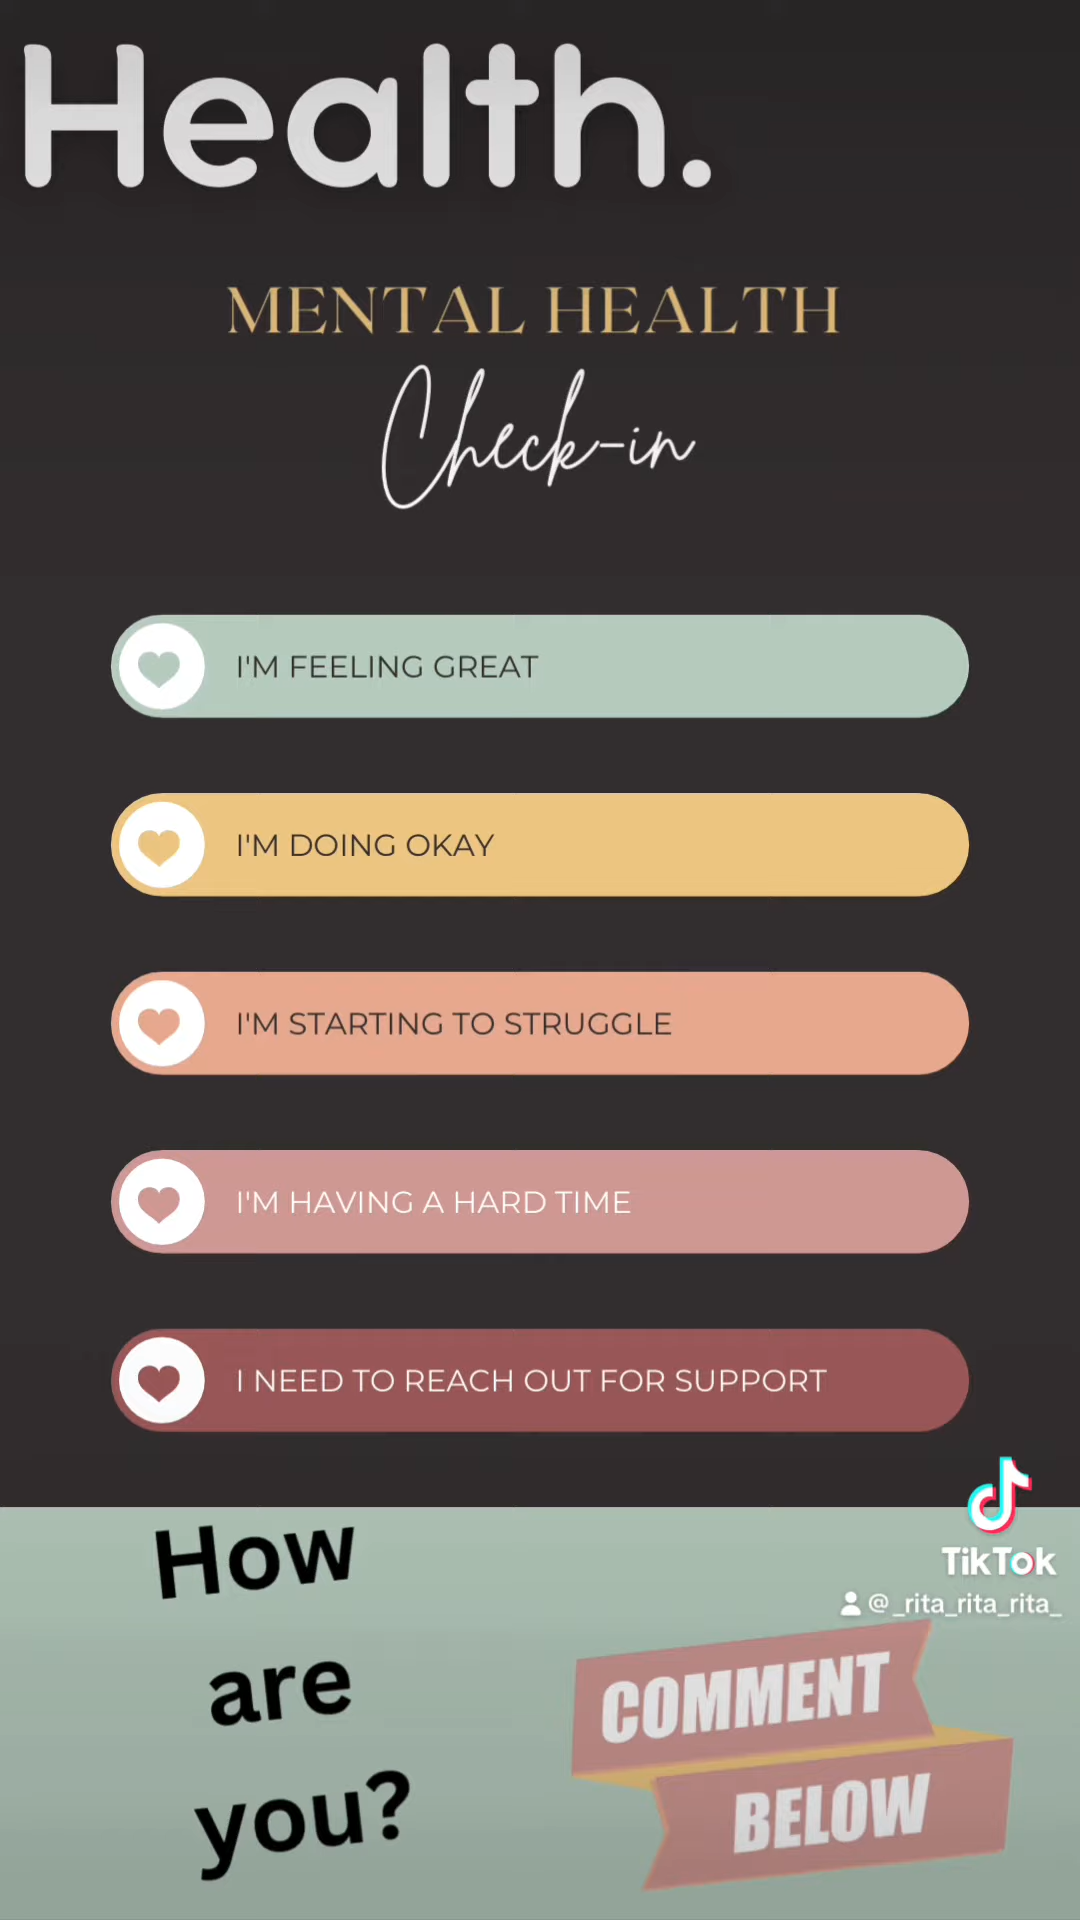 Health.
MENTAL HEALTH
Check-in
I'M FEELING GREAT
I'M DOING OKAY
I'M STARTING TO STRUGGLE
I'M HAVING A HARD TIME
I NEED TO REACH OUT FOR SUPPORT
TikTok
@_rita_rita_rita_
How
are
you?
COMMENT
BELOW